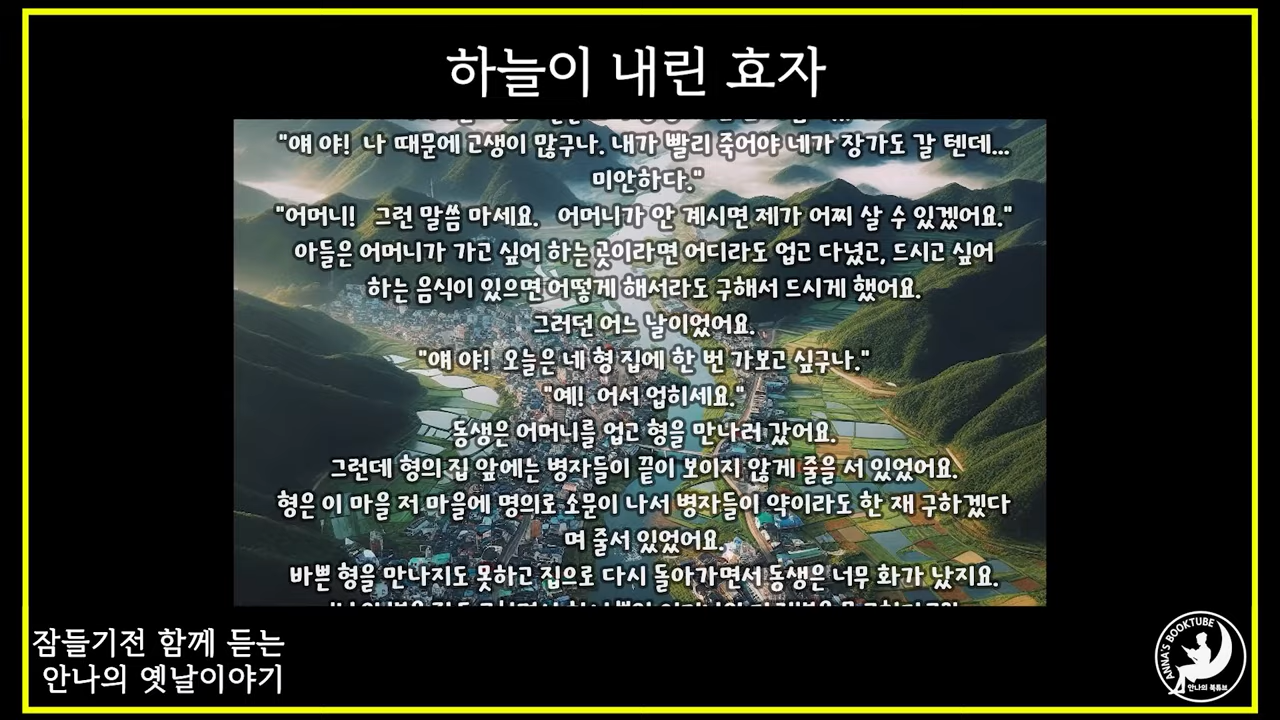 하늘이 내린 효자
"얘 야! 나 때문에 고생이 많구나. 내가 빨리 죽어야 네가 장가도 갈 텐데...
미안하다."
"어머니! 그런 말씀 마세요. 어머니가 안 계시면 제가 어찌 살 수 있겠어요."
아들은 어머니가 가고 싶어 하는 곳이라면 어디라도 업고 다녔고, 드시고 싶어
하는 음식이 있으면 어떻게 해서라도 구해서 드시게 했어요.
그러던 어느 날이었어요.
"얘 야! 오늘은 네 형 집에 한 번 가보고 싶구나."
"예! 어서 업히세요."
동생은 어머니를 업고 형을 만나러 갔어요.
그런데 형의 집 앞에는 병자들이 끝이 보이지 않게 줄을 서 있었어요.
형은 이 마을 저 마을에 명의로 소문이 나서 병자들이 약이라도 한 재 구하겠다
며 줄서 있었어요.
바쁜 형을 만나지도 못하고 집으로 다시 돌아가면서 동생은 너무 화가 났지요.
잠들기전 함께 듣는
안나의 옛날이야기
ANNA'S BOOKTUBE
안나의 북튜브